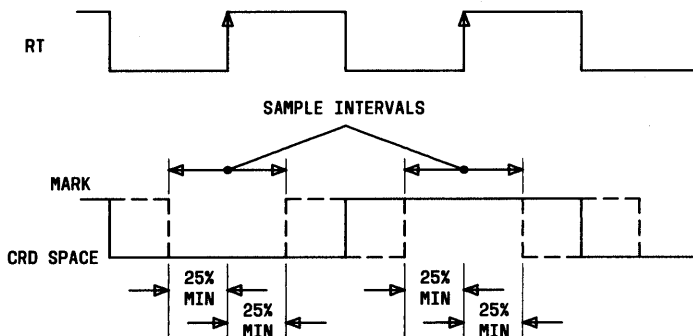 RT
SAMPLE INTERVALS
MARK
CRD SPACE
25%
MIN
25%
MIN
25%
MIN
25%
MIN